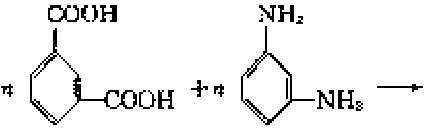 COOH NH₂
n COOH + n NH₃ →